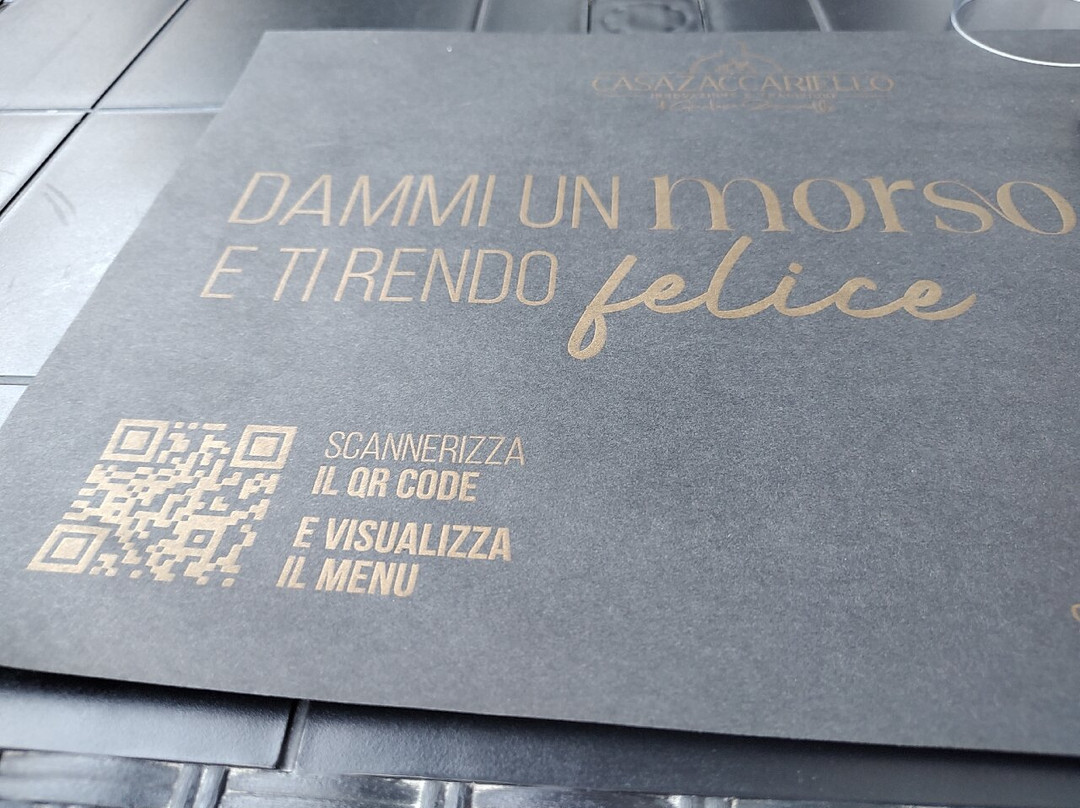 CASAZACCARIELLO
DAMMI UN morso
E TI RENDO felice
SCANNERIZZA
IL QR CODE
E VISUALIZZA
IL MENU